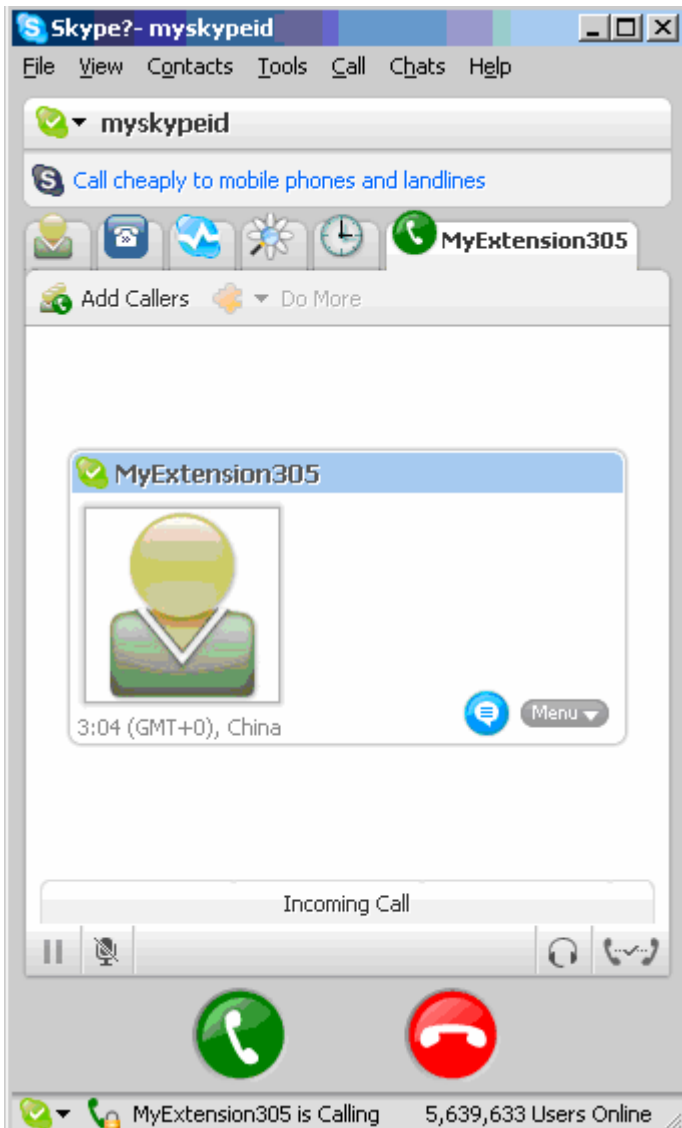 Skype?- myskypeid
File View Contacts Tools Call Chats Help
myskypeid
Call cheaply to mobile phones and landlines
MyExtension305
Add Callers Do More
MyExtension305
3:04 (GMT+0), China
Menu
Incoming Call
MyExtension305 is Calling 5,639,633 Users Online